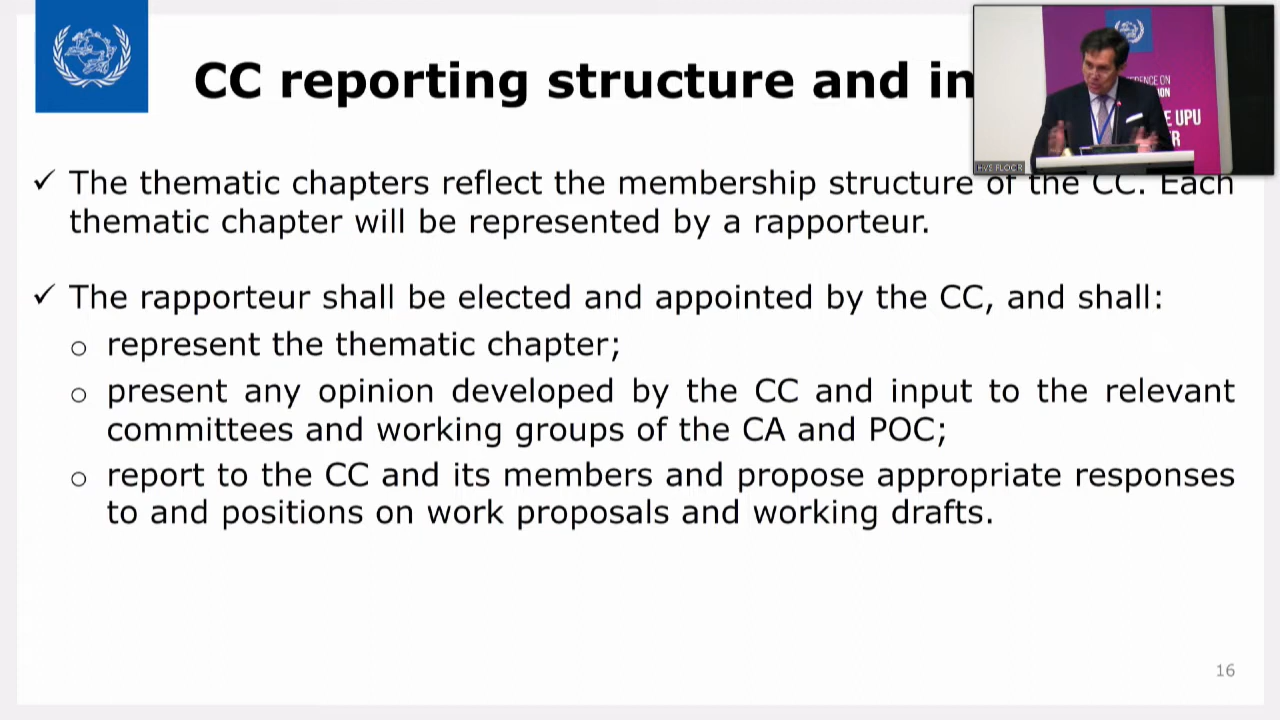 CC reporting structure and in
✓ The thematic chapters reflect the membership structure of the CC. Each
thematic chapter will be represented by a rapporteur.
✓ The rapporteur shall be elected and appointed by the CC, and shall:
o represent the thematic chapter;
o present any opinion developed by the CC and input to the relevant
committees and working groups of the CA and POC;
o report to the CC and its members and propose appropriate responses
to and positions on work proposals and working drafts.
16
E UPU
HVS FLOOR